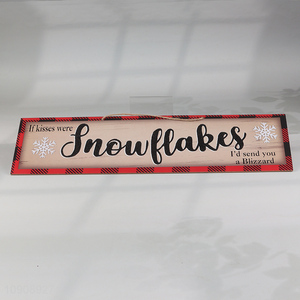 If kisses were
Snowflakes
I'd send you
a Blizzard